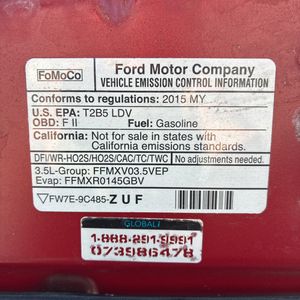 FoMoCo
Ford Motor Company
VEHICLE EMISSION CONTROL INFORMATION
Conforms to regulations: 2015 MY
U.S. EPA: T2B5 LDV
OBD: F II Fuel: Gasoline
California: Not for sale in states with
California emissions standards.
DFI/WR-HO2S/HO2S/CAC/TC/TWC No adjustments needed.
3.5L-Group: FFMXV03.5VEP
Evap: FFMXR0145GBV
FW7E-9C485-ZUF
GLOBAL
1-888-291-9991
073986478